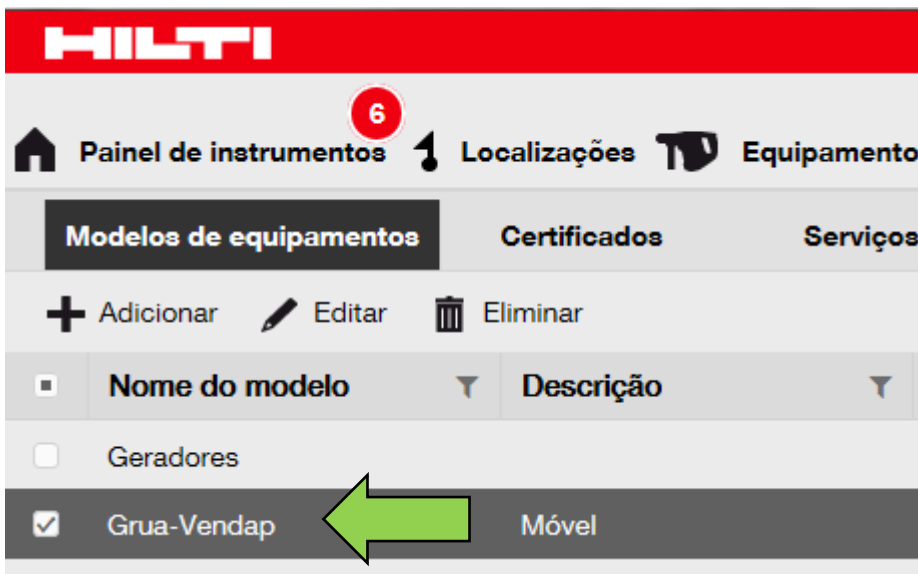 HILTI
6
Painel de instrumentos Localizações Equipamento
Modelos de equipamentos Certificados Serviços
Adicionar Editar Eliminar
Nome do modelo Descrição
Geradores
Grua-Vendap Móvel